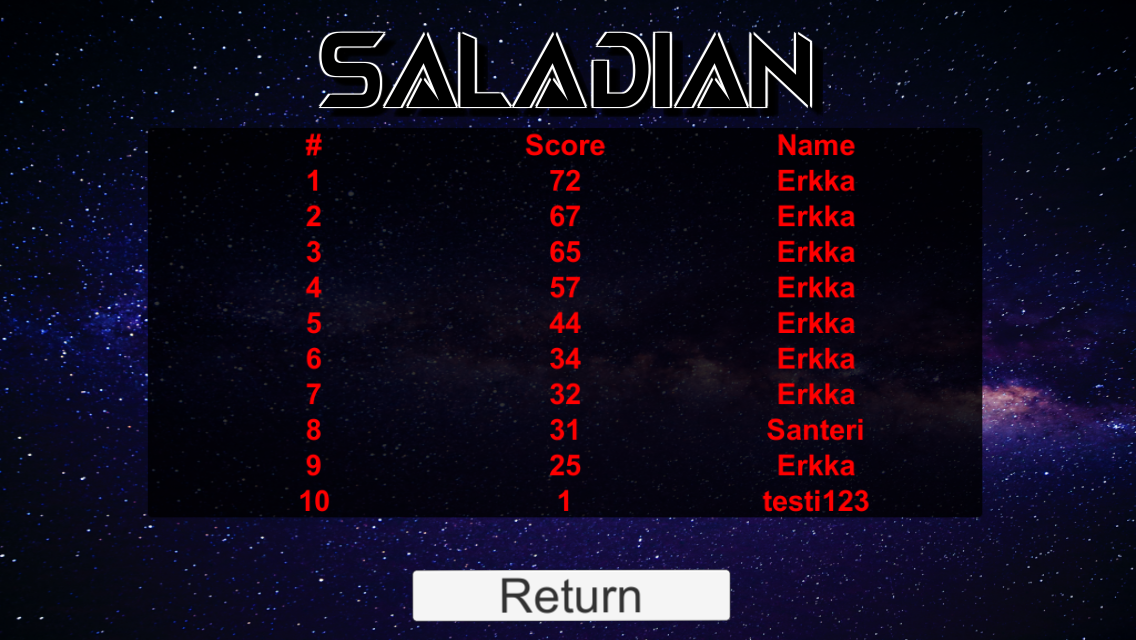 SALADIAN
# Score Name
1 72 Erkka
2 67 Erkka
3 65 Erkka
4 57 Erkka
5 44 Erkka
6 34 Erkka
7 32 Erkka
8 31 Santeri
9 25 Erkka
10 1 testi123
Return